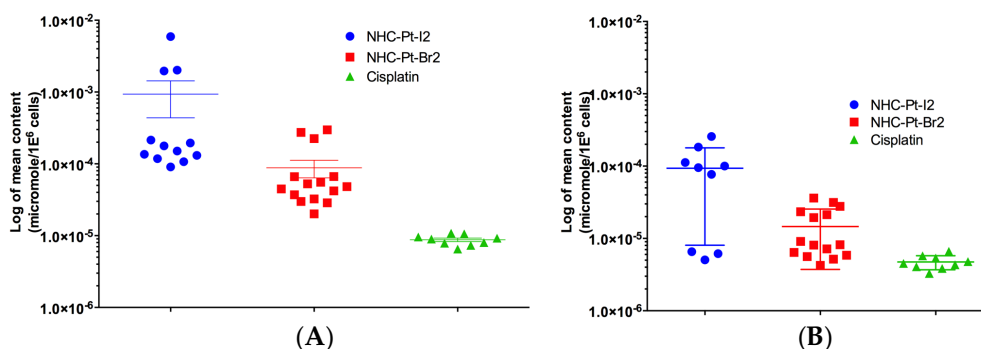 Log of mean content
(micromole/1E⁶ cells)
1.0×10⁻²
1.0×10⁻³
1.0×10⁻⁴
1.0×10⁻⁵
1.0×10⁻⁶
NHC-Pt-I2
NHC-Pt-Br2
Cisplatin
(A)
Log of mean content
(micromole/1E⁶ cells)
1.0×10⁻²
1.0×10⁻³
1.0×10⁻⁴
1.0×10⁻⁵
1.0×10⁻⁶
NHC-Pt-I2
NHC-Pt-Br2
Cisplatin
(B)